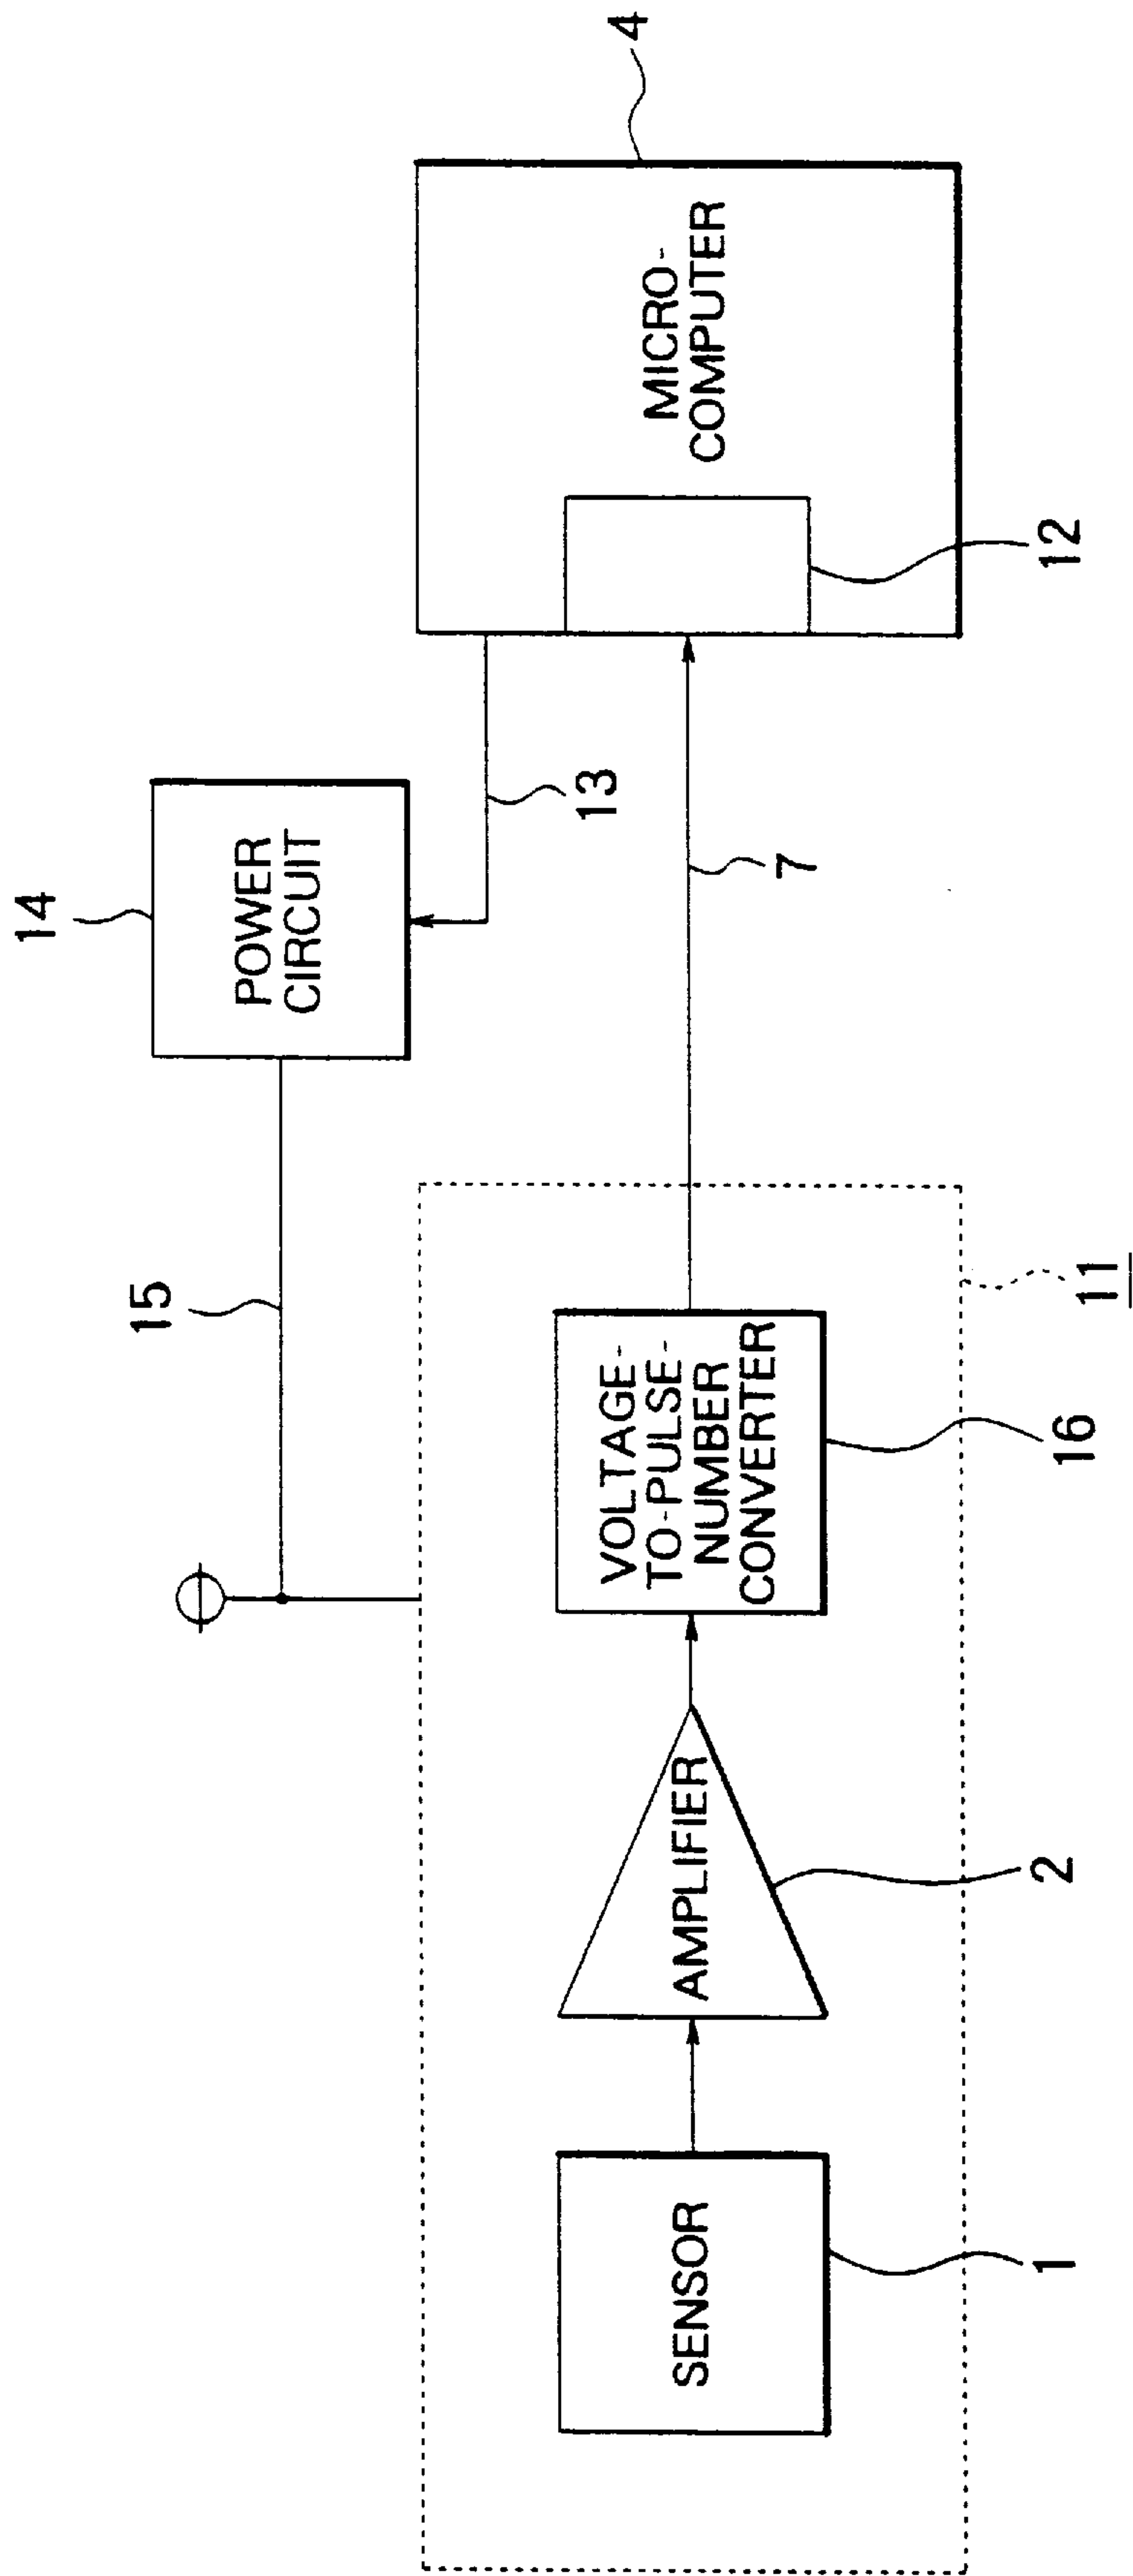 14
POWER
CIRCUIT
15
13
4
MICRO-
COMPUTER
12
7
SENSOR
1
AMPLIFIER
2
VOLTAGE-
TO-PULSE-
NUMBER
CONVERTER
16
11